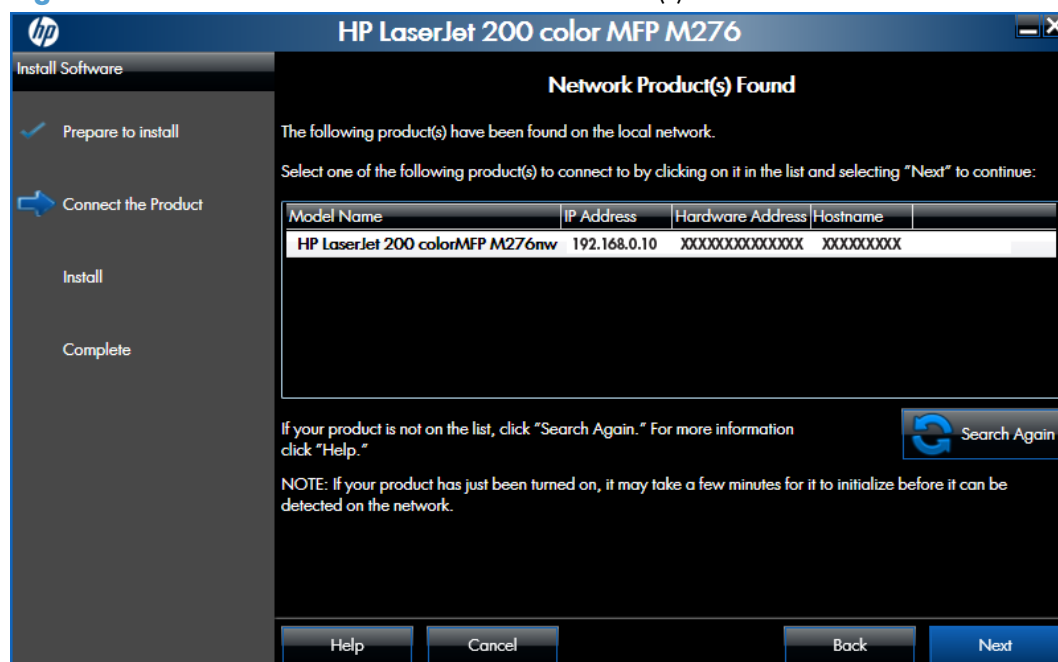 hp
HP LaserJet 200 color MFP M276
Install Software
Network Product(s) Found
Prepare to install
The following product(s) have been found on the local network.
Select one of the following product(s) to connect to by clicking on it in the list and selecting "Next" to continue:
Connect the Product
Model Name IP Address Hardware Address Hostname
HP LaserJet 200 colorMFP M276nw 192.168.0.10 XXXXXXXXXXXXXX XXXXXXXXX
Install
Complete
If your product is not on the list, click "Search Again." For more information
click "Help."
Search Again
NOTE: If your product has just been turned on, it may take a few minutes for it to initialize before it can be
detected on the network.
Help Cancel Back Next